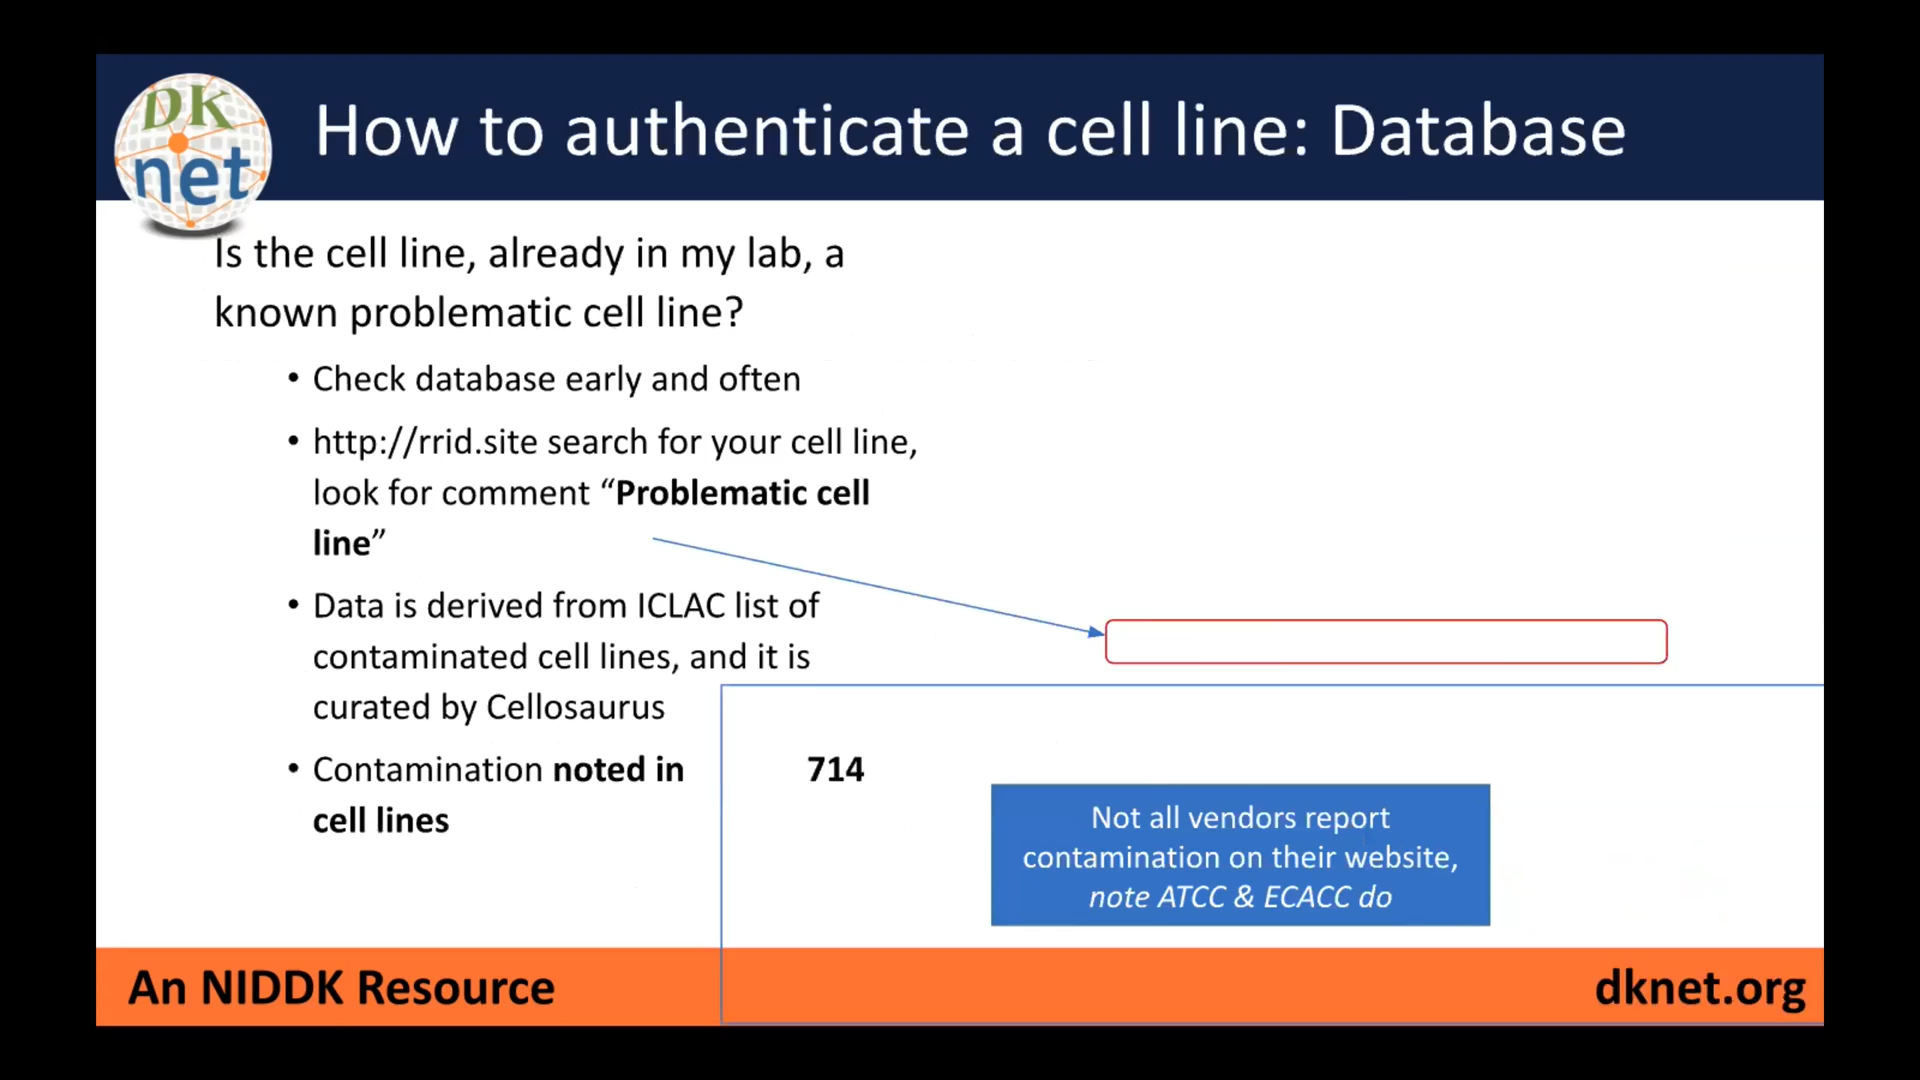 DK
net
How to authenticate a cell line: Database
Is the cell line, already in my lab, a
known problematic cell line?
• Check database early and often
• http://rrid.site search for your cell line,
look for comment “Problematic cell
line”
• Data is derived from ICLAC list of
contaminated cell lines, and it is
curated by Cellosaurus
• Contamination noted in 714
cell lines
Not all vendors report
contamination on their website,
note ATCC & ECACC do
An NIDDK Resource
dknet.org